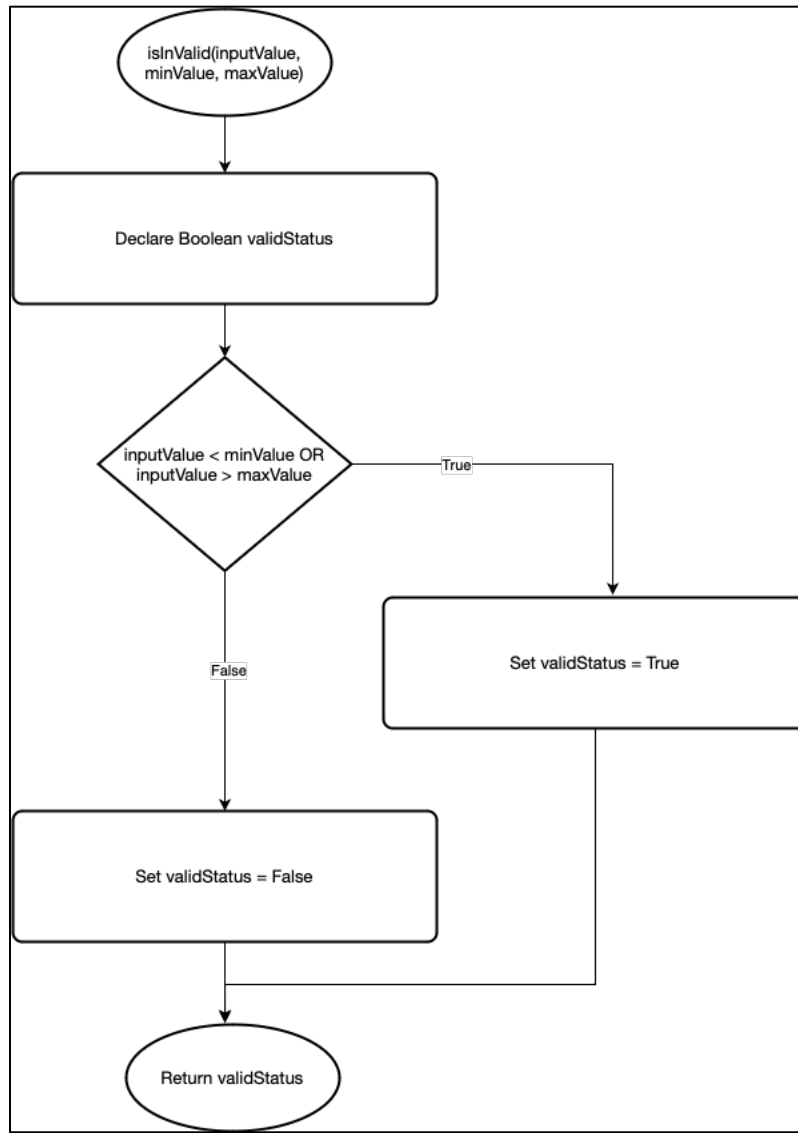 isInValid(inputValue,
minValue, maxValue)
Declare Boolean validStatus
inputValue < minValue OR
inputValue > maxValue
True
Set validStatus = True
False
Set validStatus = False
Return validStatus